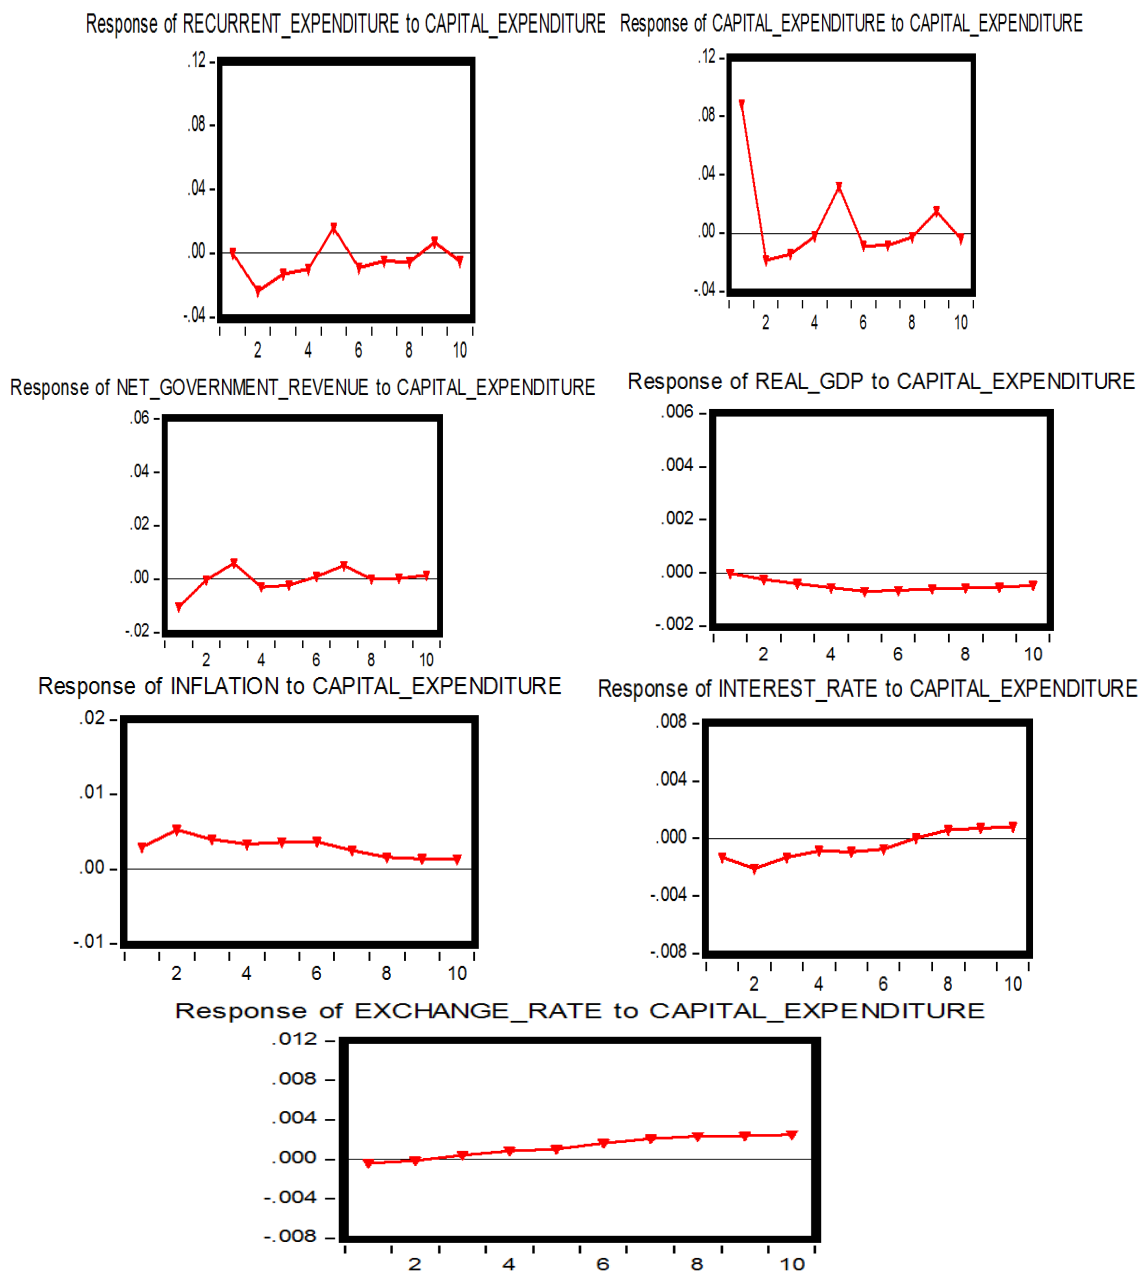 Response of RECURRENT_EXPENDITURE to CAPITAL_EXPENDITURE
.12
.08
.04
.00
-.04
2 4 6 8 10
Response of CAPITAL_EXPENDITURE to CAPITAL_EXPENDITURE
.12
.08
.04
.00
-.04
2 4 6 8 10
Response of NET_GOVERNMENT_REVENUE to CAPITAL_EXPENDITURE
.06
.04
.02
.00
-.02
2 4 6 8 10
Response of REAL_GDP to CAPITAL_EXPENDITURE
.006
.004
.002
.000
-.002
2 4 6 8 10
Response of INFLATION to CAPITAL_EXPENDITURE
.02
.01
.00
-.01
2 4 6 8 10
Response of INTEREST_RATE to CAPITAL_EXPENDITURE
.008
.004
.000
-.004
-.008
2 4 6 8 10
Response of EXCHANGE_RATE to CAPITAL_EXPENDITURE
.012
.008
.004
.000
-.004
-.008
2 4 6 8 10